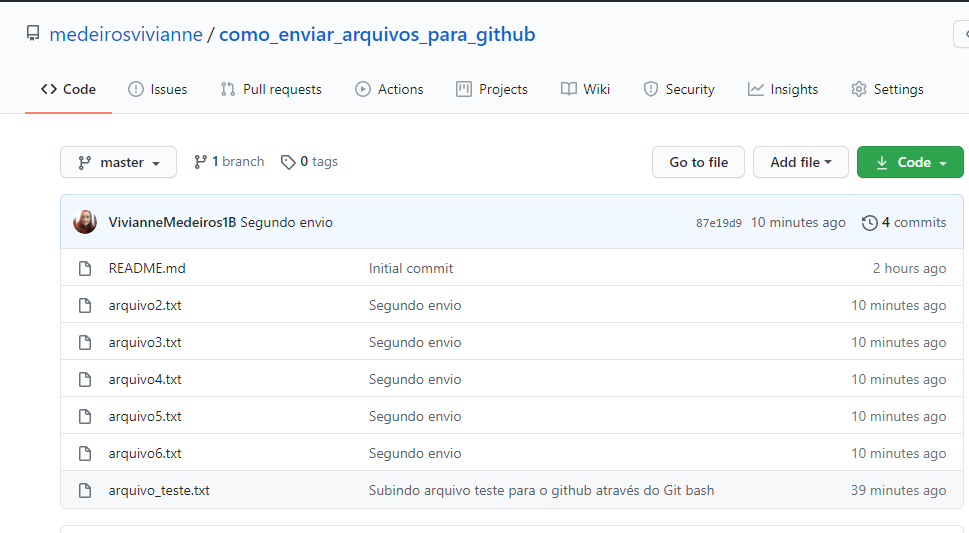 medeirosvivianne / como_enviar_arquivos_para_github
Code Issues Pull requests Actions Projects Wiki Security Insights Settings
master 1 branch 0 tags Go to file Add file Code
VivianneMedeiros1B Segundo envio 87e19d9 10 minutes ago 4 commits
README.md Initial commit 2 hours ago
arquivo2.txt Segundo envio 10 minutes ago
arquivo3.txt Segundo envio 10 minutes ago
arquivo4.txt Segundo envio 10 minutes ago
arquivo5.txt Segundo envio 10 minutes ago
arquivo6.txt Segundo envio 10 minutes ago
arquivo_teste.txt Subindo arquivo teste para o github através do Git bash 39 minutes ago